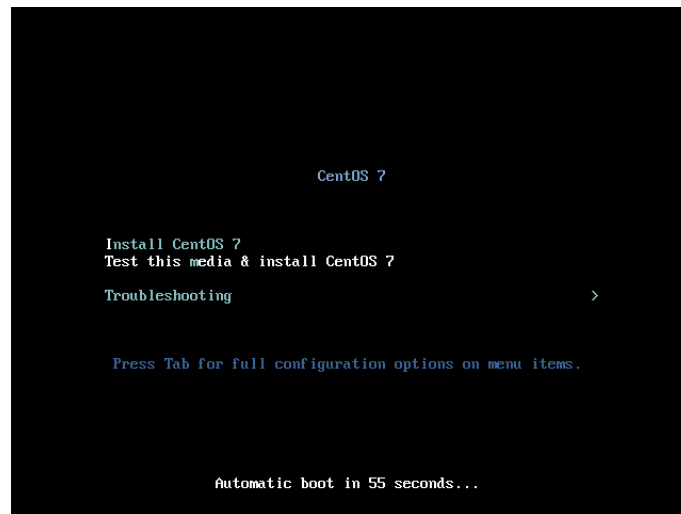 CentOS 7
Install CentOS 7
Test this media & install CentOS 7
Troubleshooting >
Press Tab for full configuration options on menu items.
Automatic boot in 55 seconds...